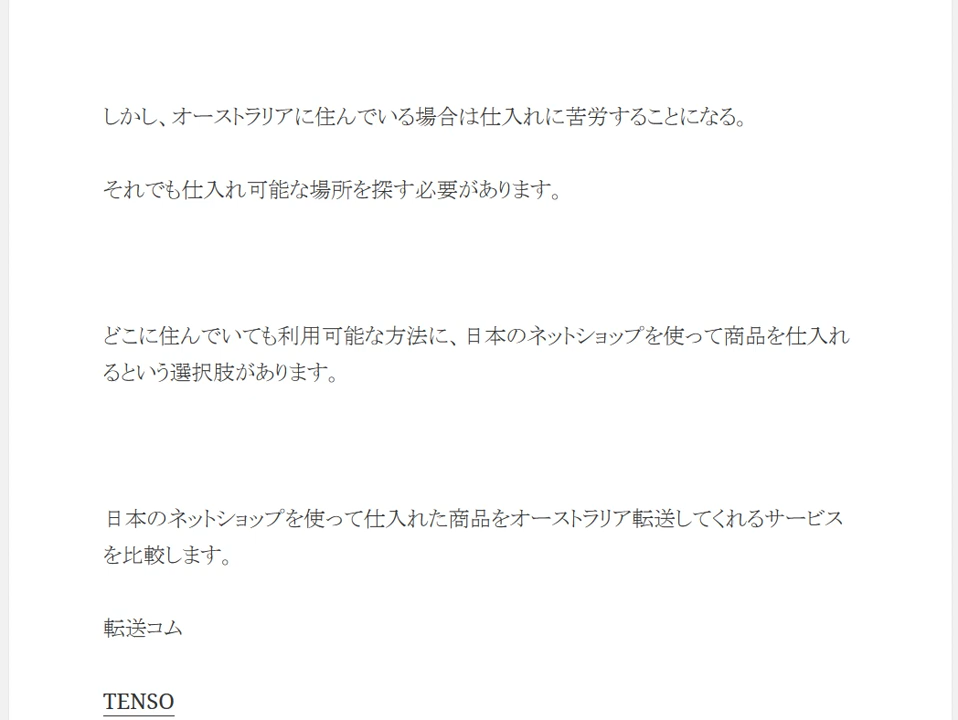 しかし、オーストラリアに住んでいる場合は仕入れに苦労することになる。
それでも仕入れ可能な場所を探す必要があります。
どこに住んでいても利用可能な方法に、日本のネットショップを使って商品を仕入れ
るという選択肢があります。
日本のネットショップを使って仕入れた商品をオーストラリア転送してくれるサービス
を比較します。
転送コム
TENSO